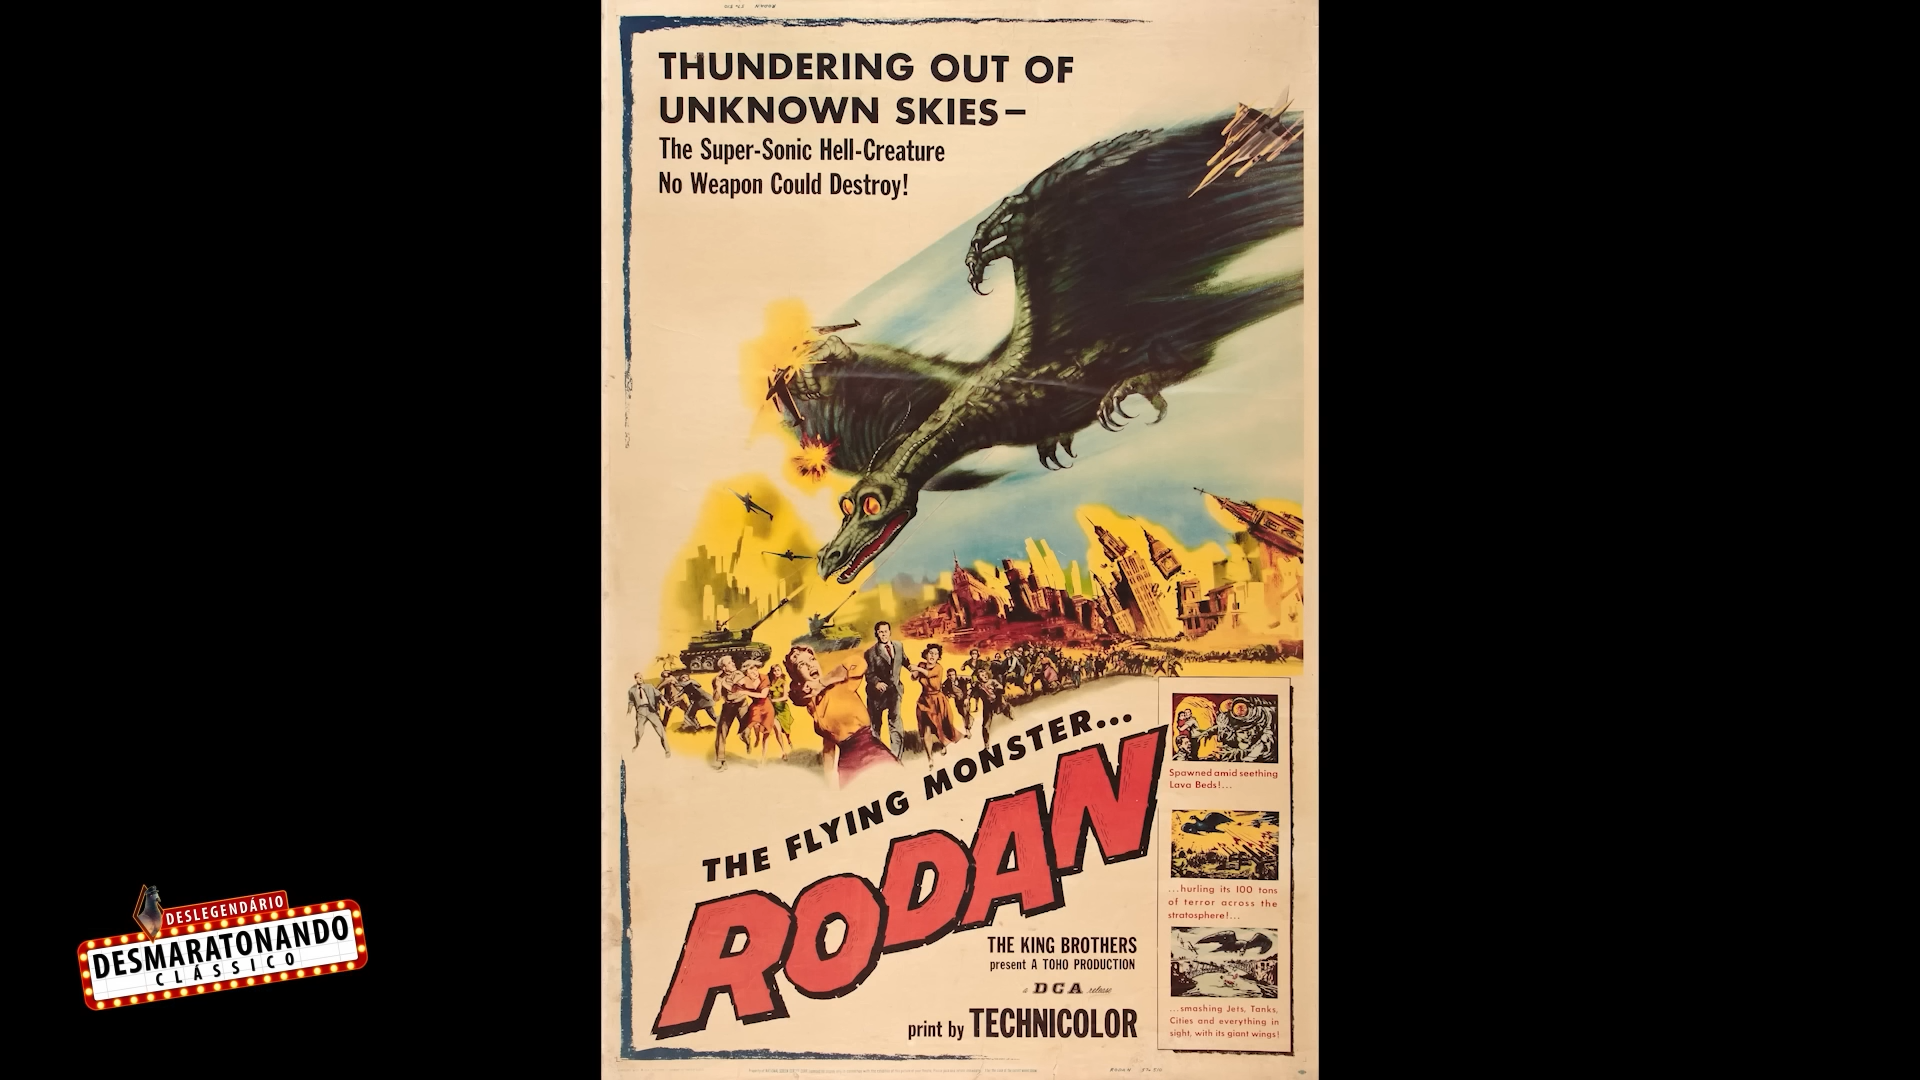 THUNDERING OUT OF
UNKNOWN SKIES—
The Super-Sonic Hell-Creature
No Weapon Could Destroy!
THE FLYING MONSTER...
RODAN
Spawned amid seething
Lava Beds!...
...hurling its 100 tons
of terror across the
stratosphere!...
...smashing Jets, Tanks,
Cities and everything in
sight, with its giant wings!
THE KING BROTHERS
present A TOHO PRODUCTION
a DCA release
print by TECHNICOLOR
DESLEGENDÁRIO
DESMARATONANDO
CLÁSSICO